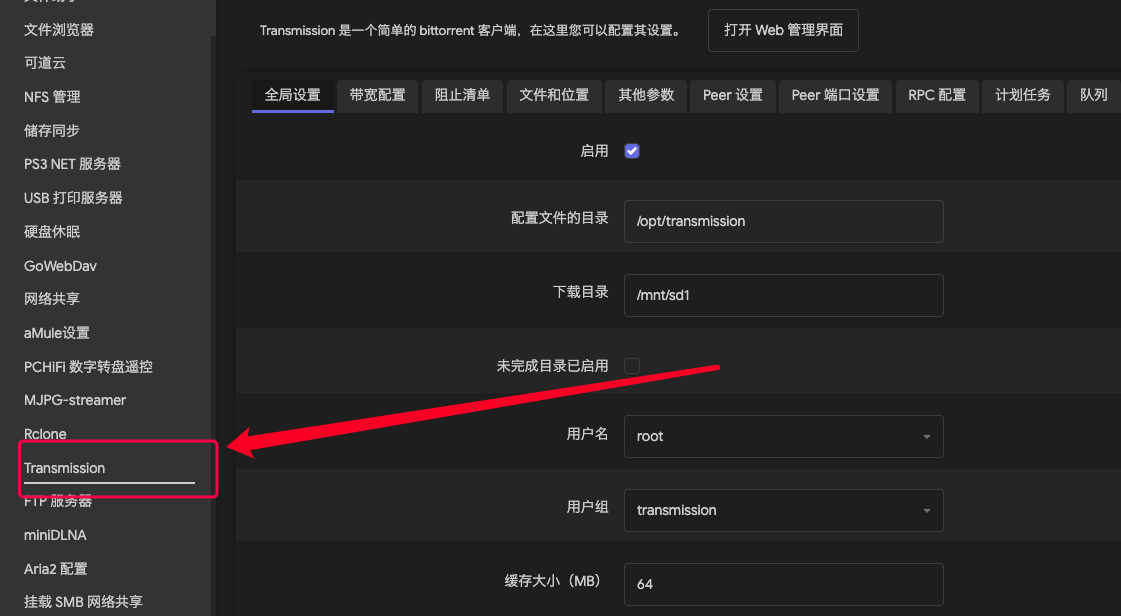 文件浏览器
可道云
NFS 管理
储存同步
PS3 NET 服务器
USB 打印服务器
硬盘休眠
GoWebDav
网络共享
aMule设置
PCHiFi 数字转盘遥控
MJPG-streamer
Rclone
Transmission
FTP 服务器
miniDLNA
Aria2 配置
挂载 SMB 网络共享
Transmission 是一个简单的 bittorrent 客户端，在这里您可以配置其设置。
打开 Web 管理界面
全局设置 带宽配置 阻止清单 文件和位置 其他参数 Peer 设置 Peer 端口设置 RPC 配置 计划任务 队列
启用
配置文件的目录 /opt/transmission
下载目录 /mnt/sd1
未完成目录已启用
用户名 root
用户组 transmission
缓存大小（MB） 64